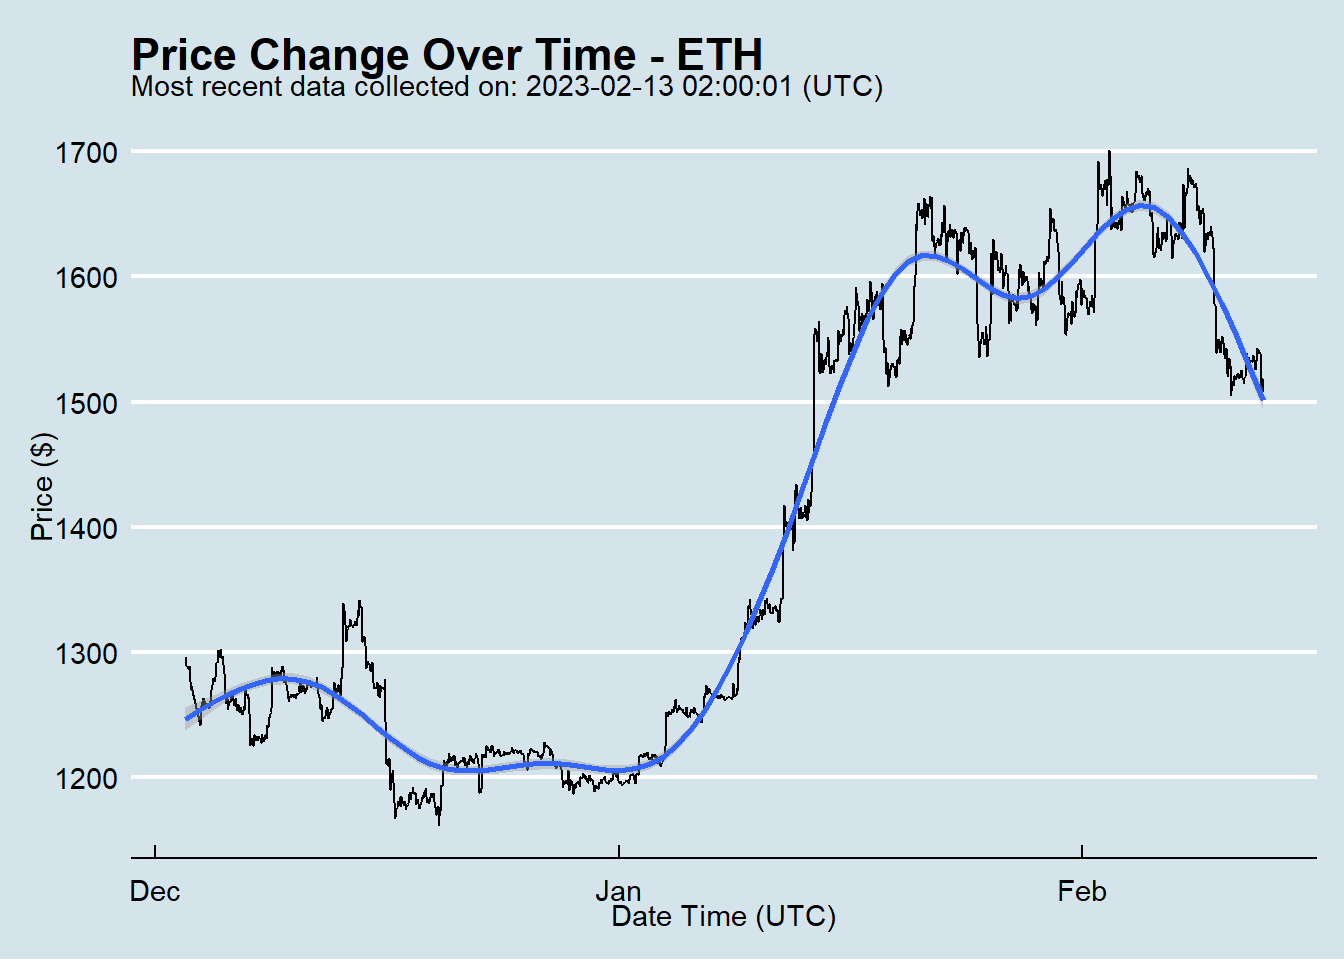 Price Change Over Time - ETH
Most recent data collected on: 2023-02-13 02:00:01 (UTC)
1700
1600
1500
1400
1300
1200
Price ($)
Dec
Jan
Feb
Date Time (UTC)